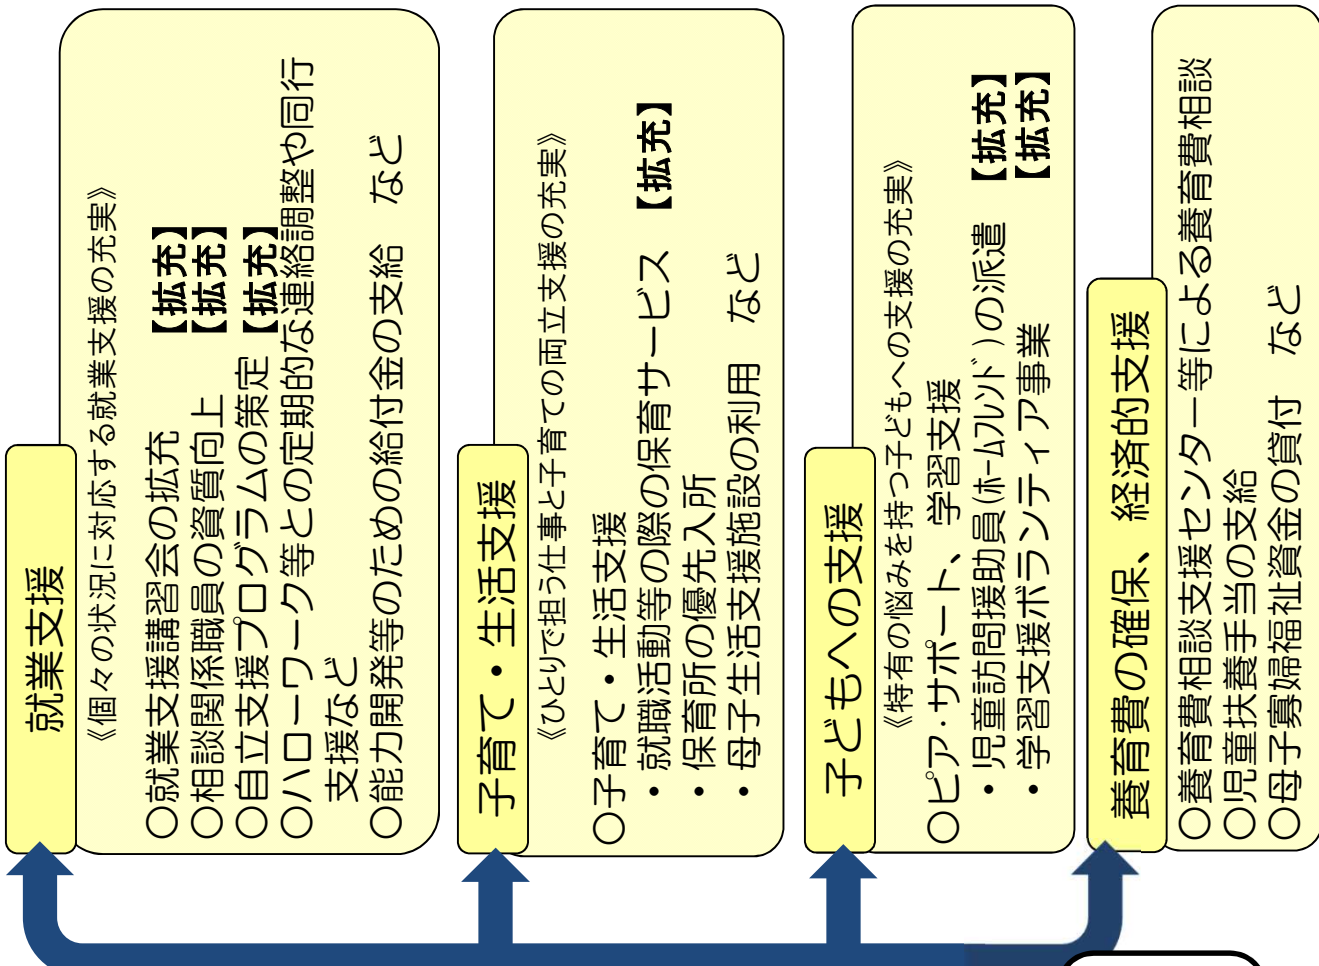 就業支援
《個々の状況に対応する就業支援の充実》
○就業支援講習会の拡充 【拡充】
○相談関係職員の資質向上 【拡充】
○自立支援プログラムの策定 【拡充】
○ハローワーク等との定期的な連絡調整や同行
支援など
○能力開発等のための給付金の支給 など
子育て・生活支援
《ひとりで担う仕事と子育ての両立支援の充実》
○子育て・生活支援
・就職活動等の際の保育サービス 【拡充】
・保育所の優先入所
・母子生活支援施設の利用 など
子どもへの支援
《特有の悩みを持つ子どもへの支援の充実》
○ピア・サポート、学習支援
・児童訪問援助員(ﾎｰﾑﾌﾚﾝﾄﾞ)の派遣 【拡充】
・学習支援ボランティア事業 【拡充】
養育費の確保、経済的支援
○養育費相談支援センター等による養育費相談
○児童扶養手当の支給
○母子寡婦福祉資金の貸付 など